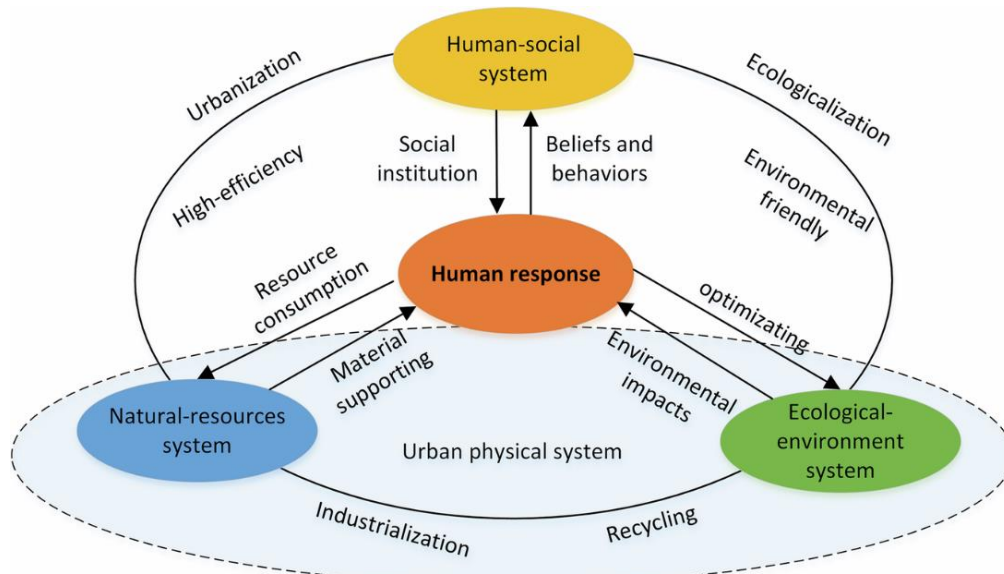 Human-social
system
Urbanization
Ecologicalization
High-efficiency
Social
institution
Beliefs and
behaviors
Environmental
friendly
Human response
Resource
consumption
optimizating
Material
supporting
Environmental
impacts
Natural-resources
system
Urban physical system
Ecological-
environment
system
Industrialization
Recycling